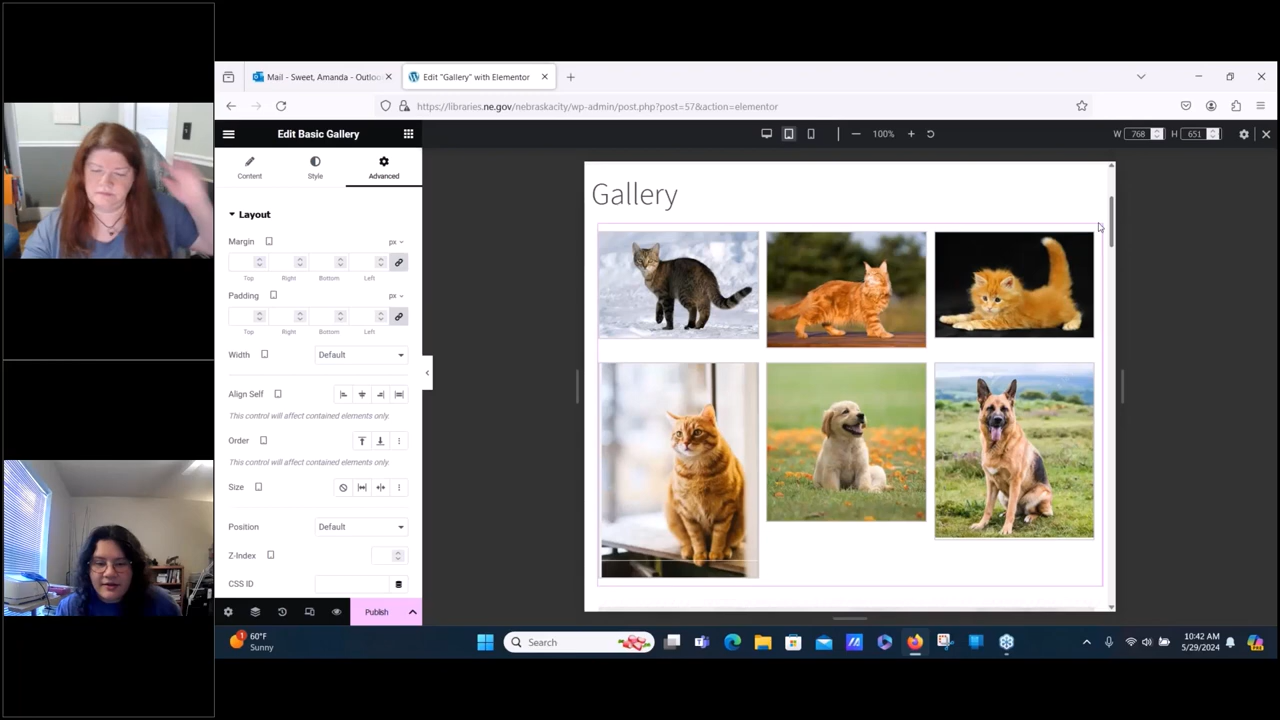 Mail - Sweet, Amanda - Outloo
Edit "Gallery" with Elementor
https://libraries.ne.gov/nebraskacity/wp-admin/post.php?post=57&action=elementor
Edit Basic Gallery
100%
W 768 H 651
Content Style Advanced
Layout
Margin px
Top Right Bottom Left
Padding px
Top Right Bottom Left
Width Default
Align Self
This control will affect contained elements only.
Order
This control will affect contained elements only.
Size
Position Default
Z-Index
CSS ID
Publish
Gallery
60°F
Sunny
1
Search
10:42 AM
5/29/2024